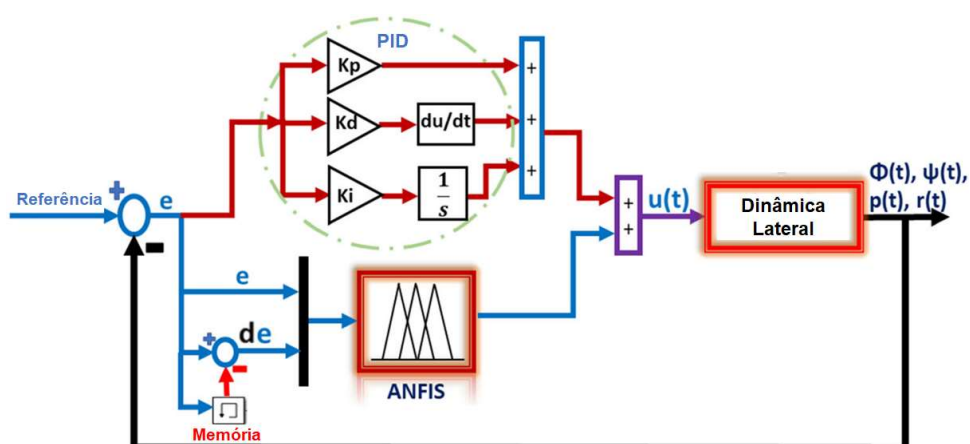 PID
Kp
+
Kd
du/dt
+
Ki
1
s
+
Referência
+
e
-
+
+
u(t)
Dinâmica
Lateral
Φ(t), ψ(t),
p(t), r(t)
e
+
de
-
ANFIS
Memória